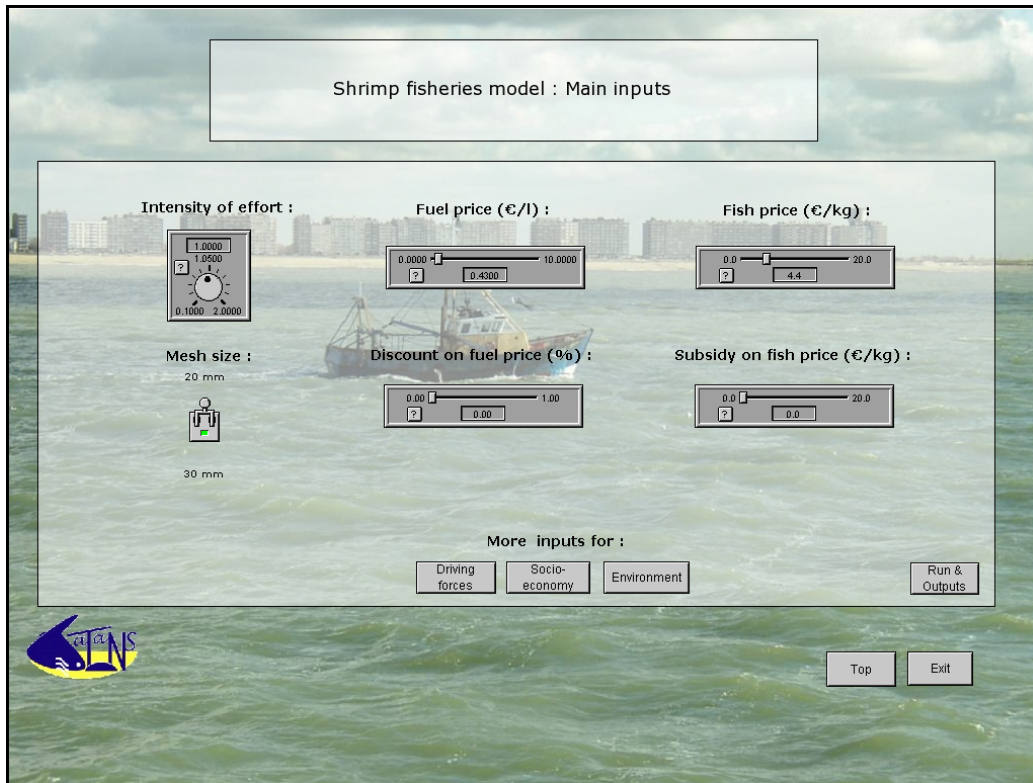 Shrimp fisheries model : Main inputs
Intensity of effort :
1.0000
1.0500
?
0.1000 2.0000
Fuel price (€/l) :
0.0000 10.0000
? 0.4300
Fish price (€/kg) :
0.0 20.0
? 4.4
Mesh size :
20 mm
30 mm
Discount on fuel price (%) :
0.00 1.00
? 0.00
Subsidy on fish price (€/kg) :
0.0 20.0
? 0.0
More inputs for :
Driving
forces
Socio-
economy
Environment
Run &
Outputs
Top
Exit